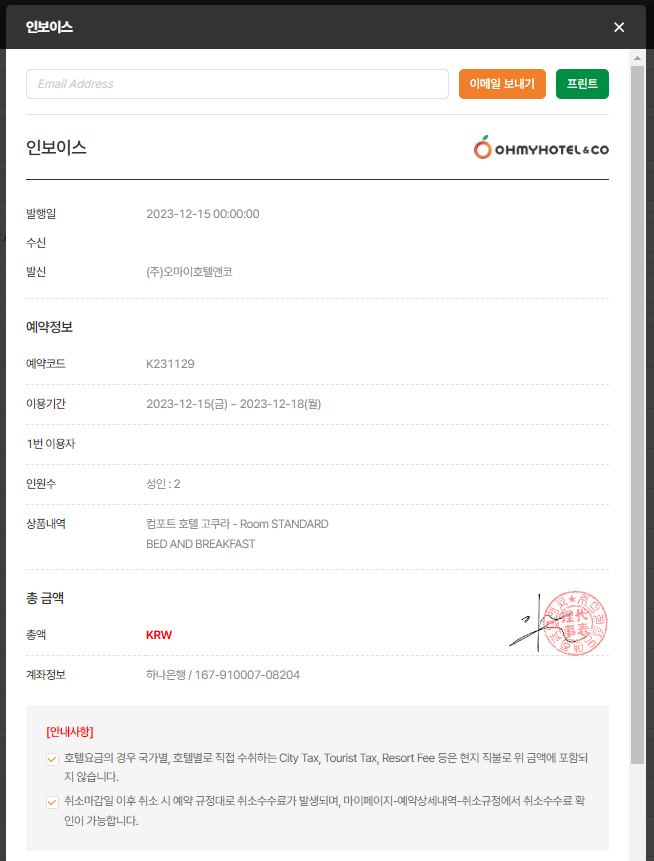 인보이스
Email Address
이메일 보내기
프린트
인보이스
OHMYHOTEL&CO
발행일 2023-12-15 00:00:00
수신
발신 (주)오마이호텔앤코
예약정보
예약코드 K231129
이용기간 2023-12-15(금) ~ 2023-12-18(월)
1번 이용자
인원수 성인 : 2
상품내역 컴포트 호텔 고쿠라 - Room STANDARD
BED AND BREAKFAST
총 금액
총액 KRW
계좌정보 하나은행 / 167-910007-08204
[안내사항]
호텔요금의 경우 국가별, 호텔별로 직접 수취하는 City Tax, Tourist Tax, Resort Fee 등은 현지 직불로 위 금액에 포함되
지 않습니다.
취소마감일 이후 취소 시 예약 규정대로 취소수수료가 발생되며, 마이페이지-예약상세내역-취소규정에서 취소수수료 확
인이 가능합니다.